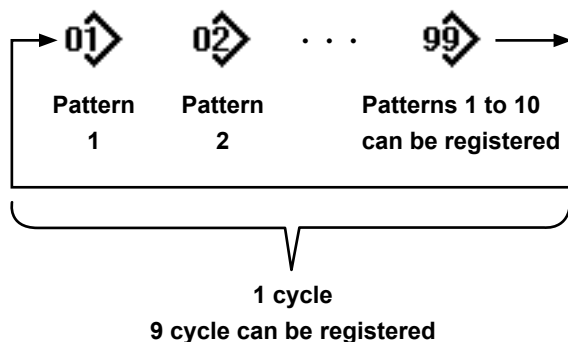 01 02 . . . 99
Pattern Pattern Patterns 1 to 10
1 2 can be registered
1 cycle
9 cycle can be registered